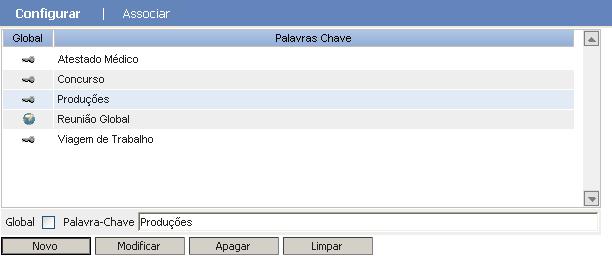 Configurar | Associar
Global Palavras Chave
Atestado Médico
Concurso
Produções
Reunião Global
Viagem de Trabalho
Global Palavra-Chave Produções
Novo Modificar Apagar Limpar